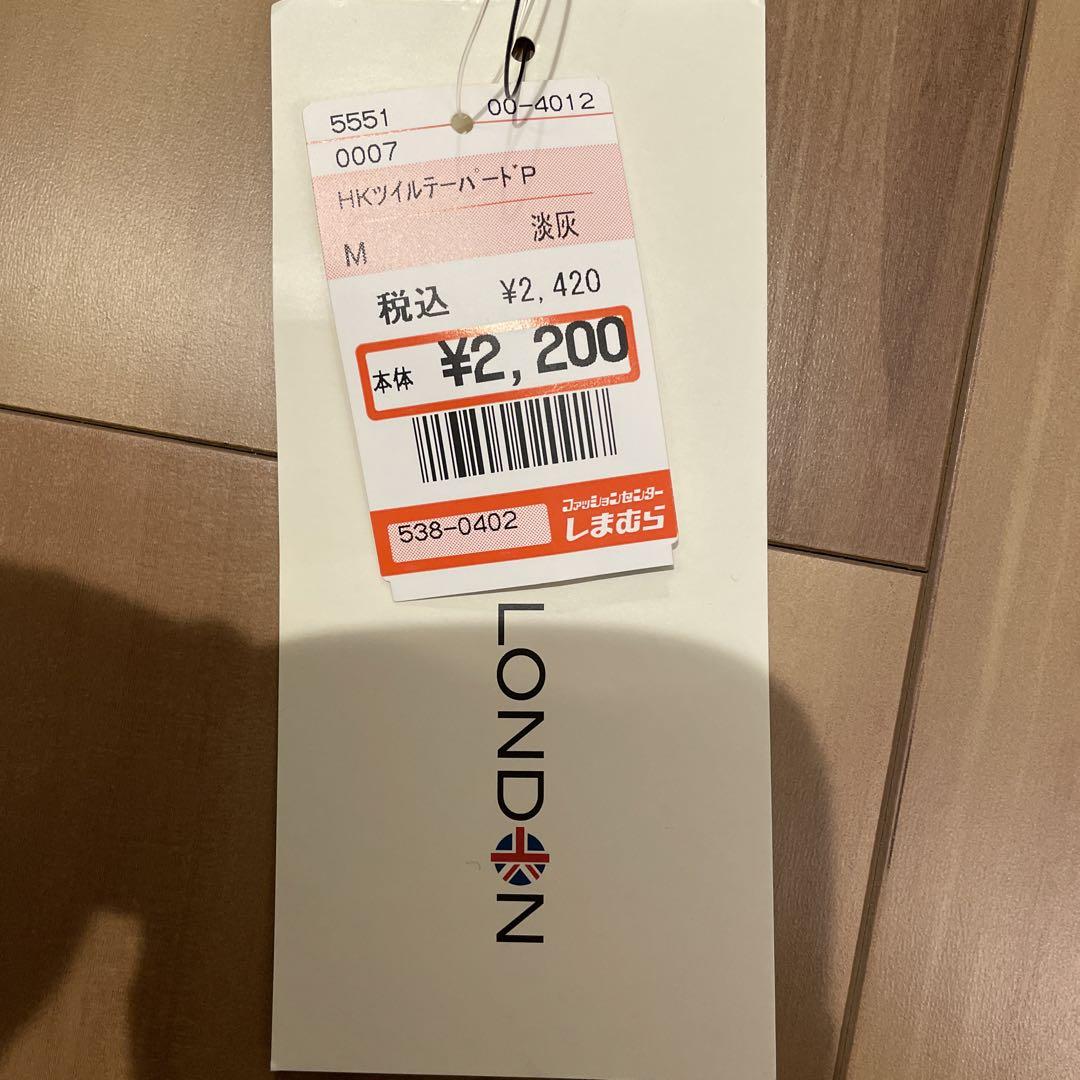 5551 00-4012
0007
HKツイルテーパードP
M 淡灰
税込 ¥2,420
本体 ¥2,200
538-0402
ファッションセンター
しまむら
LONDON